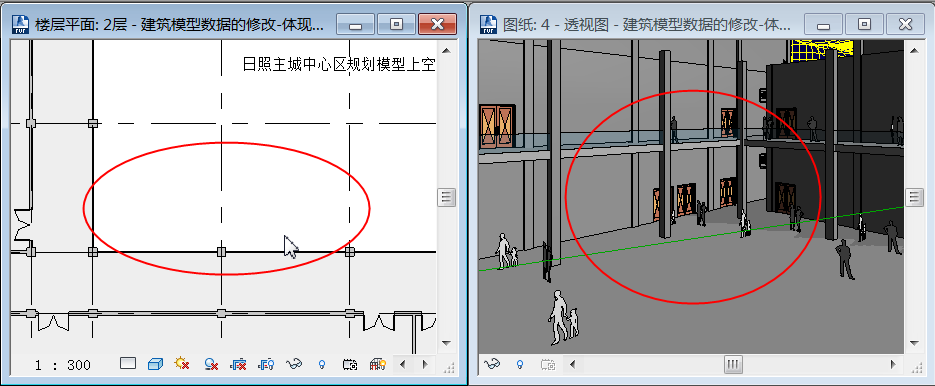 楼层平面: 2层 - 建筑模型数据的修改-体现...
图纸: 4 - 透视图 - 建筑模型数据的修改-体...
日照主城中心区规划模型上空
1 : 300